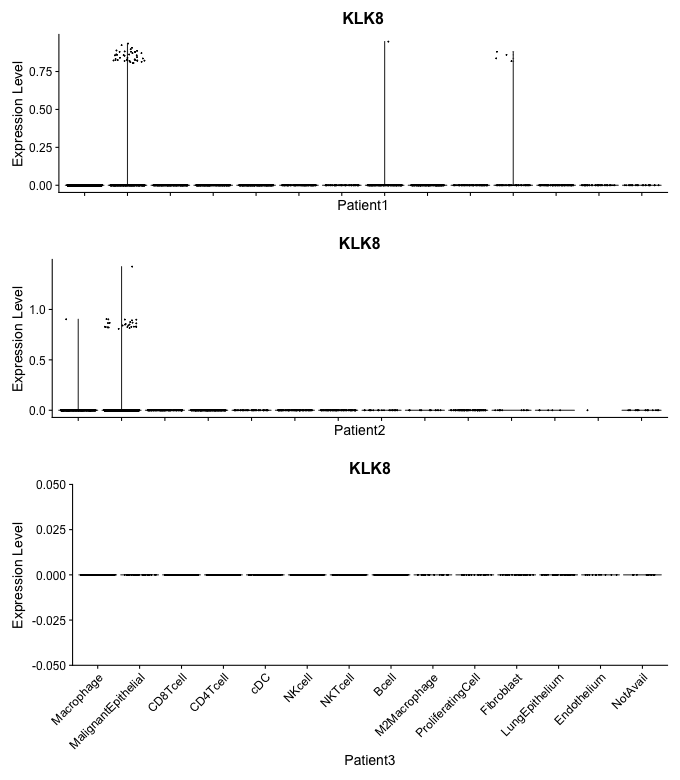 KLK8
Expression Level
0.75
0.50
0.25
0.00
Patient1
KLK8
Expression Level
1.0
0.5
0.0
Patient2
KLK8
Expression Level
0.050
0.025
0.000
-0.025
-0.050
Macrophage
MalignantEpithelial
CD8Tcell
CD4Tcell
cDC
NKcell
NKTcell
Bcell
M2Macrophage
ProliferatingCell
Fibroblast
LungEpithelium
Endothelium
NotAvail
Patient3